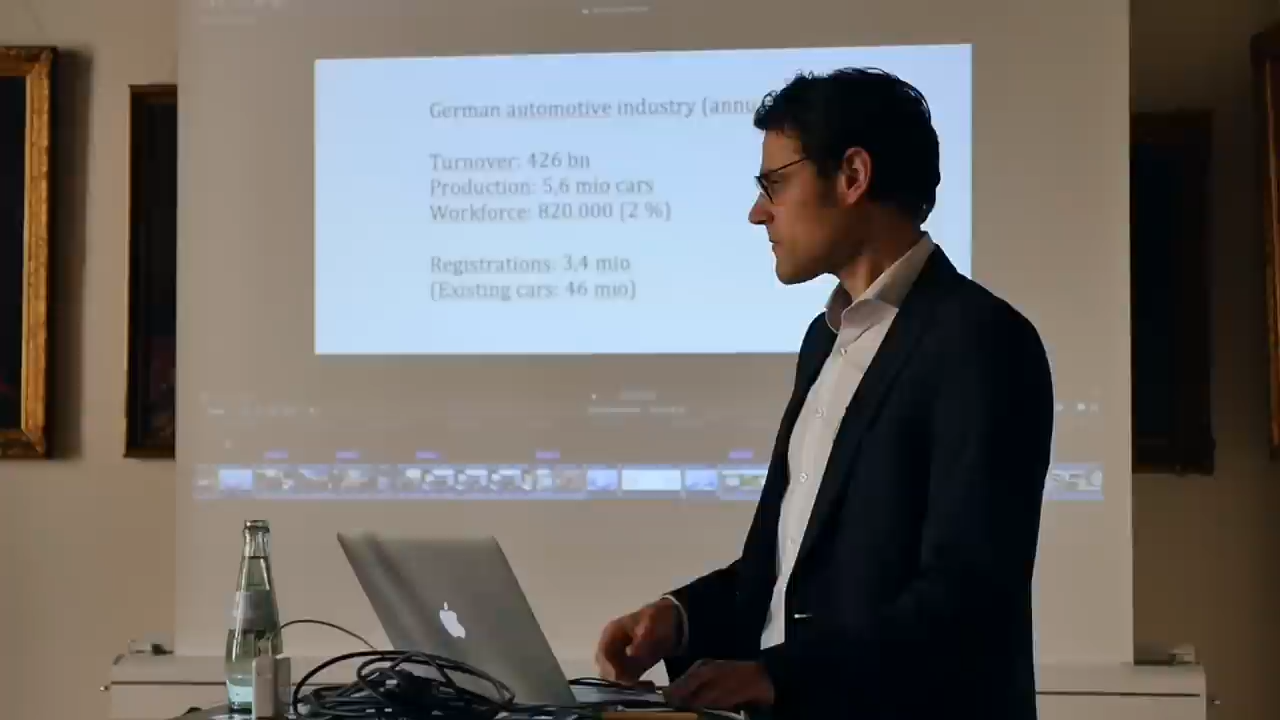 German automotive industry (annu
Turnover: 426 bn
Production: 5,6 mio cars
Workforce: 820.000 (2 %)
Registrations: 3,4 mio
(Existing cars: 46 mio)